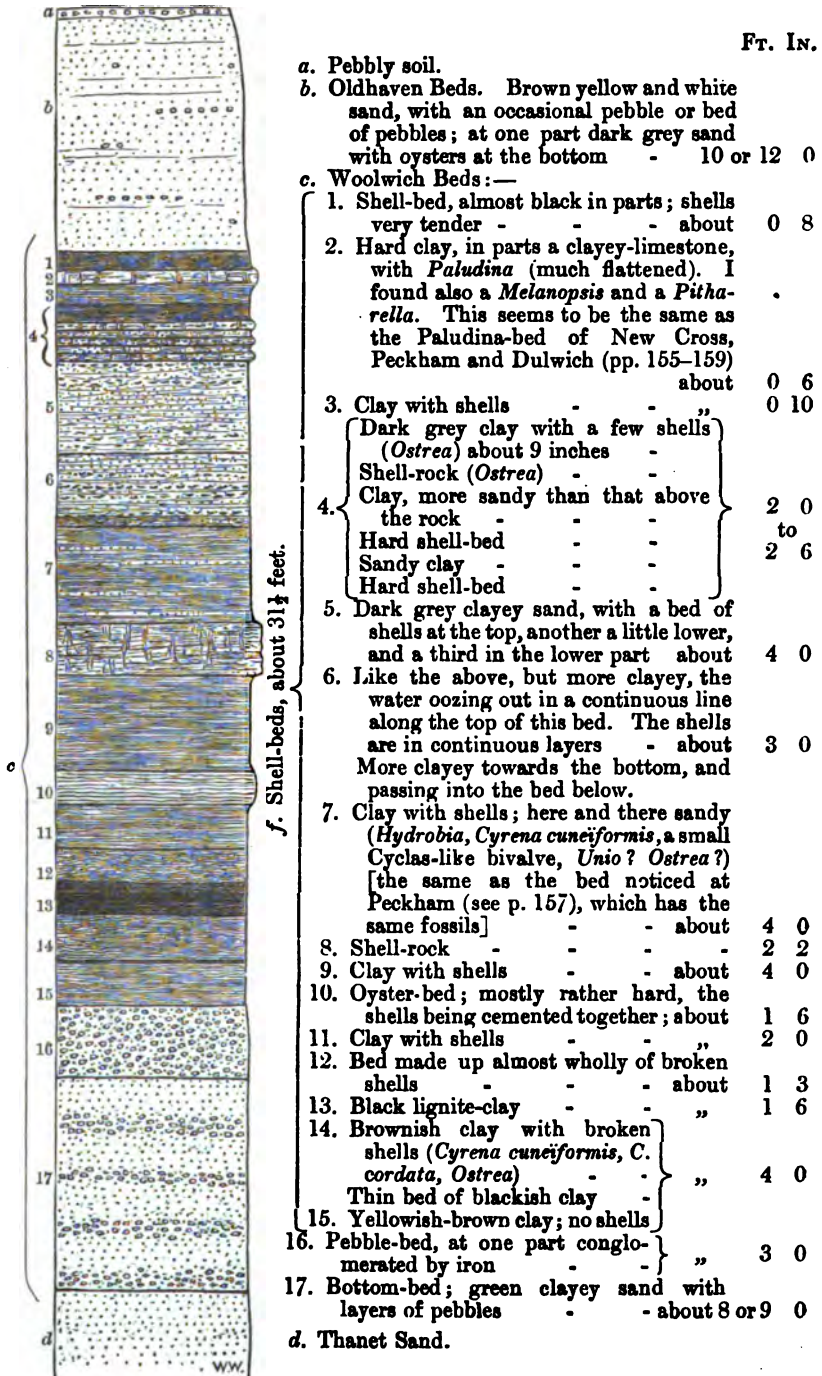 FT. IN.
a. Pebbly soil.
b. Oldhaven Beds. Brown yellow and white
sand, with an occasional pebble or bed
of pebbles; at one part dark grey sand
with oysters at the bottom - 10 or 12 0
c. Woolwich Beds:—
1. Shell-bed, almost black in parts; shells
very tender - - - about 0 8
2. Hard clay, in parts a clayey-limestone,
with Paludina (much flattened). I
found also a Melanopsis and a Pitha-
rella. This seems to be the same as
the Paludina-bed of New Cross,
Peckham and Dulwich (pp. 155–159)
about 0 6
3. Clay with shells - - „ 0 10
4. Dark grey clay with a few shells
(Ostrea) about 9 inches -
Shell-rock (Ostrea) - -
Clay, more sandy than that above
the rock - - -
Hard shell-bed - -
Sandy clay - - -
Hard shell-bed - -
2 0
to
2 6
5. Dark grey clayey sand, with a bed of
shells at the top, another a little lower,
and a third in the lower part about 4 0
6. Like the above, but more clayey, the
water oozing out in a continuous line
along the top of this bed. The shells
are in continuous layers - about 3 0
More clayey towards the bottom, and
passing into the bed below.
7. Clay with shells; here and there sandy
(Hydrobia, Cyrena cuneïformis, a small
Cyclas-like bivalve, Unio? Ostrea?)
[the same as the bed noticed at
Peckham (see p. 157), which has the
same fossils] - - about 4 0
8. Shell-rock - - - - 2 2
9. Clay with shells - - about 4 0
10. Oyster-bed; mostly rather hard, the
shells being cemented together; about 1 6
11. Clay with shells - - „ 2 0
12. Bed made up almost wholly of broken
shells - - - about 1 3
13. Black lignite-clay - - „ 1 6
14. Brownish clay with broken
shells (Cyrena cuneïformis, C.
cordata, Ostrea) - - „ 4 0
Thin bed of blackish clay -
15. Yellowish-brown clay; no shells
16. Pebble-bed, at one part conglo-
merated by iron - - „ 3 0
17. Bottom-bed; green clayey sand with
layers of pebbles - - about 8 or 9 0
d. Thanet Sand.
f. Shell-beds, about 31½ feet.
a
b
c
1
2
3
4
5
6
7
8
9
10
11
12
13
14
15
16
17
d
W.W.